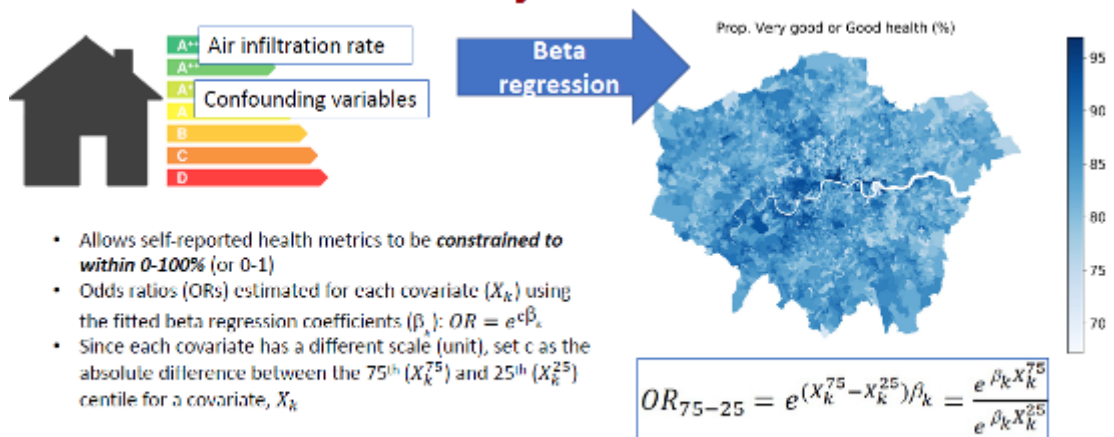 A++
Air infiltration rate
A++
A+
Confounding variables
A
B
C
D
Beta
regression
Prop. Very good or Good health (%)
95
90
85
80
75
70
• Allows self-reported health metrics to be constrained to
within 0-100% (or 0-1)
• Odds ratios (ORs) estimated for each covariate (X_k) using
the fitted beta regression coefficients (β_k): OR = e^{cβ_k}
• Since each covariate has a different scale (unit), set c as the
absolute difference between the 75th (X_k^{75}) and 25th (X_k^{25})
centile for a covariate, X_k
OR_{75−25} = e^{(X_k^{75}−X_k^{25})β_k} = e^{β_k X_k^{75}} / e^{β_k X_k^{25}}